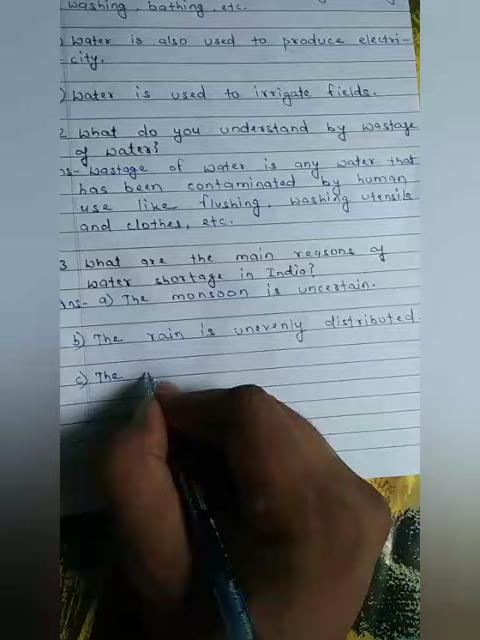 washing, bathing, etc.
) Water is also used to produce electri-
-city.
) Water is used to irrigate fields.
2 What do you understand by wastage
of water?
ns- Wastage of water is any water that
has been contaminated by human
use like flushing, washing utensils
and clothes, etc.
3 What are the main reasons of
water shortage in India?
Ans- a) The monsoon is uncertain.
b) The rain is unevenly distributed.
c) The